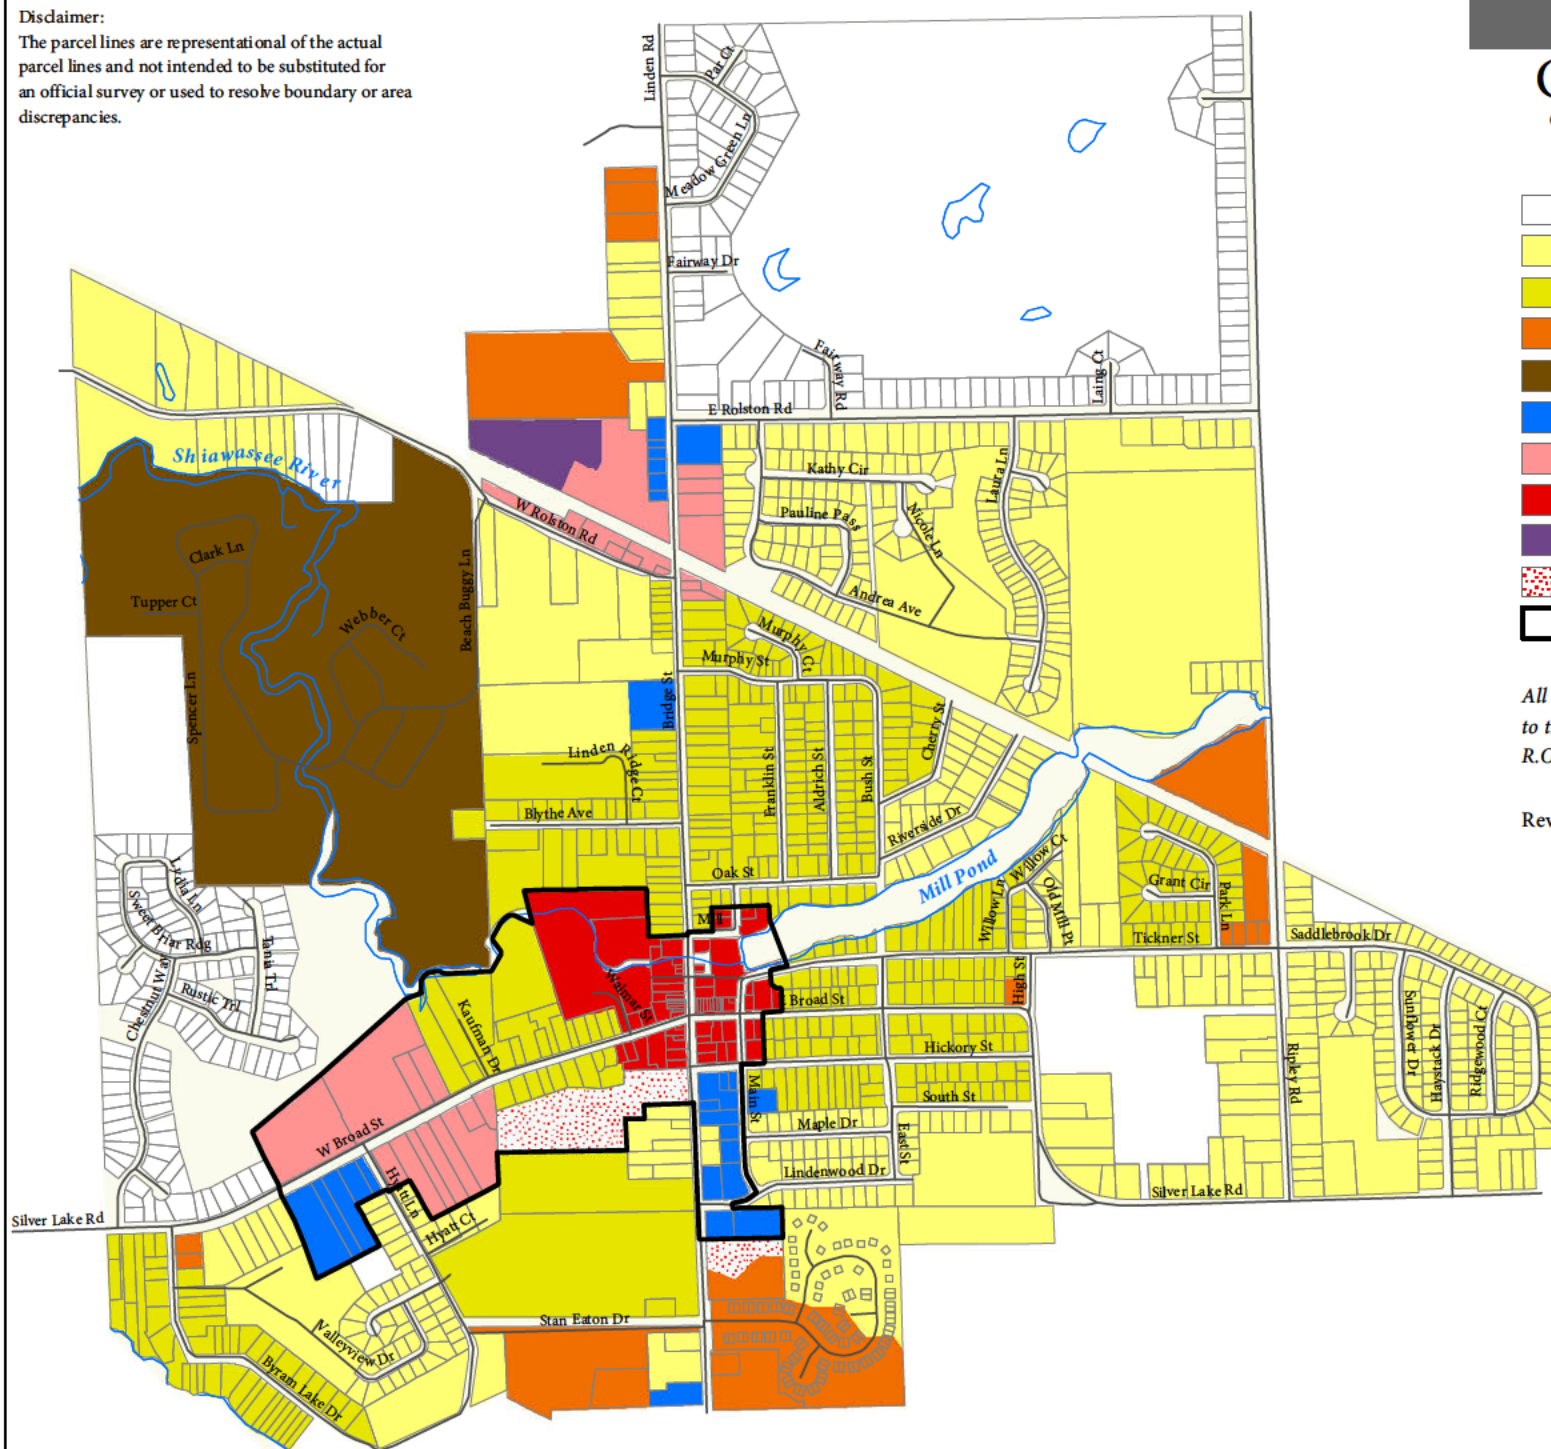 Disclaimer:
The parcel lines are representational of the actual
parcel lines and not intended to be substituted for
an official survey or used to resolve boundary or area
discrepancies.
Linden Rd
Par Ct
Meadow Green Ln
Fairway Dr
Fairway Rd
Laing Ct
E Rolston Rd
Shiawassee River
Kathy Cir
Laura Ln
Pauline Pass
Nicole Ln
W Rolston Rd
Clark Ln
Tupper Ct
Webber Ct
Beach Buggy Ln
Andrea Ave
Murphy Ct
Murphy St
Spencer Ln
Bridge St
Cherry St
All
to t
R.O
Linden Ridge Ct
Franklin St
Aldrich St
Bush St
Blythe Ave
Riverside Dr
Rev
Oak St
Mill Pond
Willow Ct
Willow Ln
Old Mill Pt
Grant Cir
Park Ln
Lydia Ln
Sweet Briar Rdg
Tania Trl
Mill
Tickner St
Saddlebrook Dr
Chestnut Way
Rustic Trl
Walman St
Broad St
High St
Kaufman Dr
Hickory St
Sunflower Dr
Haystack Dr
Ridgewood Ct
Ripley Rd
Main St
South St
W Broad St
Maple Dr
East St
Lindenwood Dr
Hyatt Ln
Silver Lake Rd
Silver Lake Rd
Hyatt Ct
Stan Eaton Dr
Valleyview Dr
Byram Lake Dr